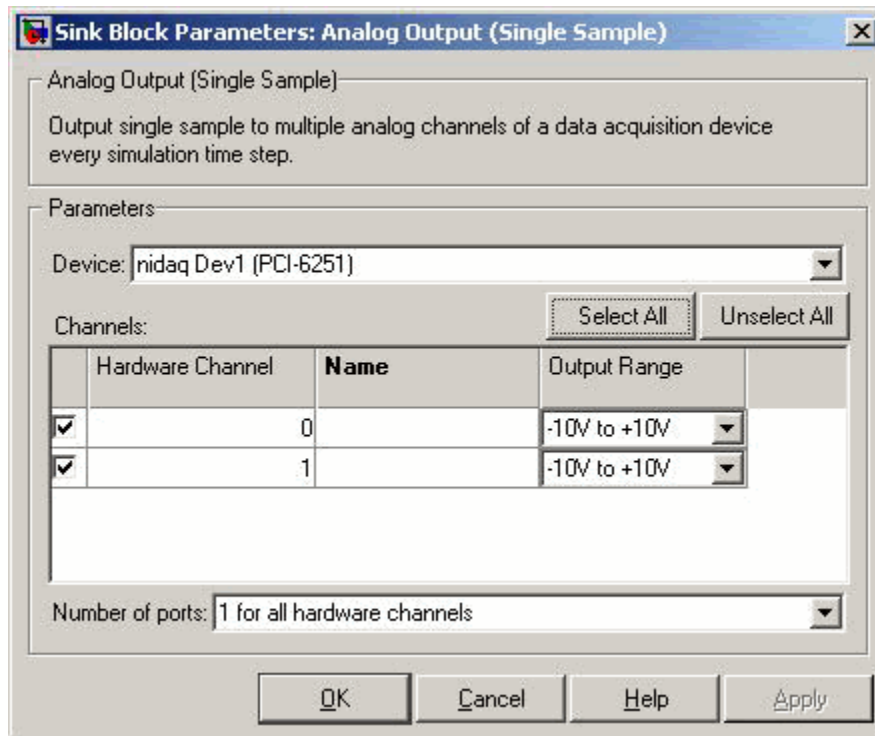 Sink Block Parameters: Analog Output (Single Sample)
Analog Output (Single Sample)
Output single sample to multiple analog channels of a data acquisition device
every simulation time step.
Parameters
Device: nidaq Dev1 (PCI-6251)
Select All Unselect All
Channels:
Hardware Channel Name Output Range
0 -10V to +10V
1 -10V to +10V
Number of ports: 1 for all hardware channels
OK Cancel Help Apply